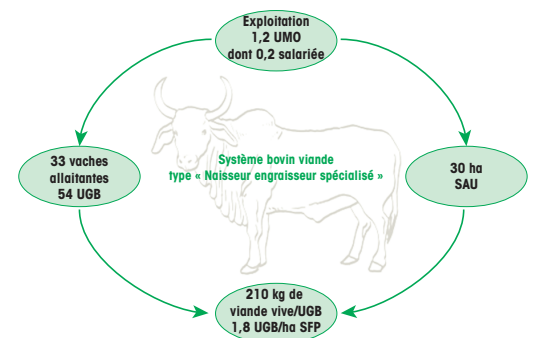 Exploitation
1,2 UMO
dont 0,2 salariée
33 vaches
allaitantes
54 UGB
Système bovin viande
type « Naisseur engraisseur spécialisé »
30 ha
SAU
210 kg de
viande vive/UGB
1,8 UGB/ha SFP